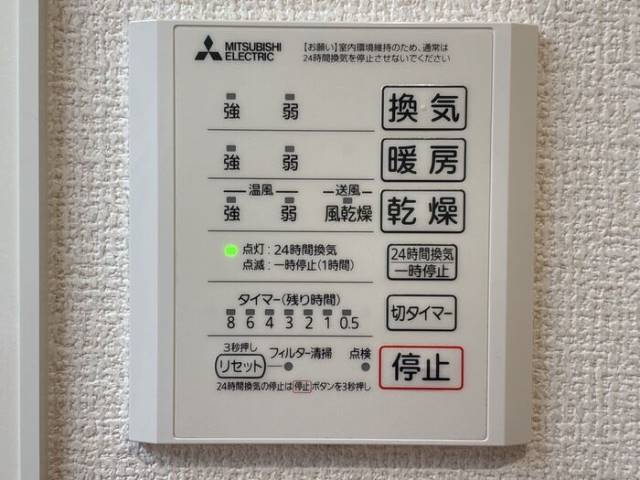 MITSUBISHI
ELECTRIC
【お願い】室内環境維持のため、通常は
24時間換気を停止させないでください
強 弱 換気
強 弱 暖房
温風 送風
強 弱 風乾燥 乾燥
点灯：24時間換気
点滅：一時停止(1時間)
24時間換気
一時停止
タイマー(残り時間)
8 6 4 3 2 1 0.5
切タイマー
3秒押し
リセット フィルター清掃 点検
停止
24時間換気の停止は停止ボタンを3秒押し